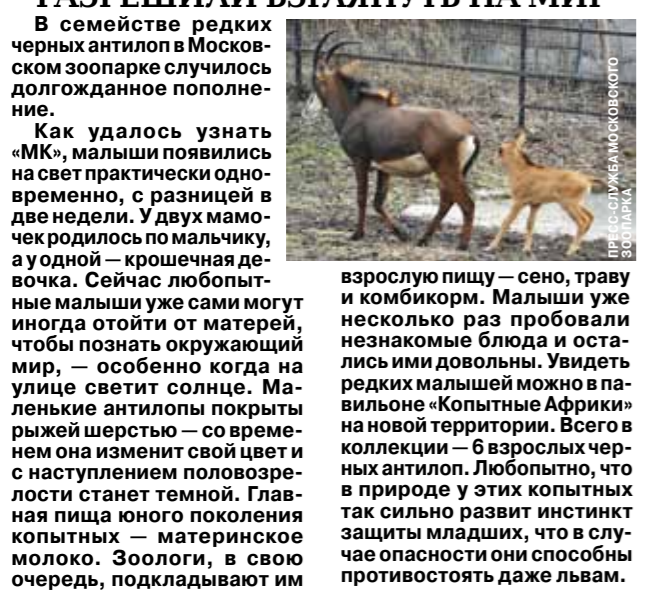 РАЗРЕШИЛИ ВЗГЛЯНУТЬ НА МИР
В семействе редких
черных антилоп в Москов-
ском зоопарке случилось
долгожданное пополне-
ние.
Как удалось узнать
«МК», малыши появились
на свет практически одно-
временно, с разницей в
две недели. У двух мамо-
чек родилось по мальчику,
а у одной — крошечная де-
вочка. Сейчас любопыт-
ные малыши уже сами могут
иногда отойти от матерей,
чтобы познать окружающий
мир, — особенно когда на
улице светит солнце. Ма-
ленькие антилопы покрыты
рыжей шерстью — со време-
нем она изменит свой цвет и
с наступлением половозре-
лости станет темной. Глав-
ная пища юного поколения
копытных — материнское
молоко. Зоологи, в свою
очередь, подкладывают им
ПРЕСС-СЛУЖБА МОСКОВСКОГО
ЗООПАРКА
взрослую пищу — сено, траву
и комбикорм. Малыши уже
несколько раз пробовали
незнакомые блюда и оста-
лись ими довольны. Увидеть
редких малышей можно в па-
вильоне «Копытные Африки»
на новой территории. Всего в
коллекции — 6 взрослых чер-
ных антилоп. Любопытно, что
в природе у этих копытных
так сильно развит инстинкт
защиты младших, что в слу-
чае опасности они способны
противостоять даже львам.